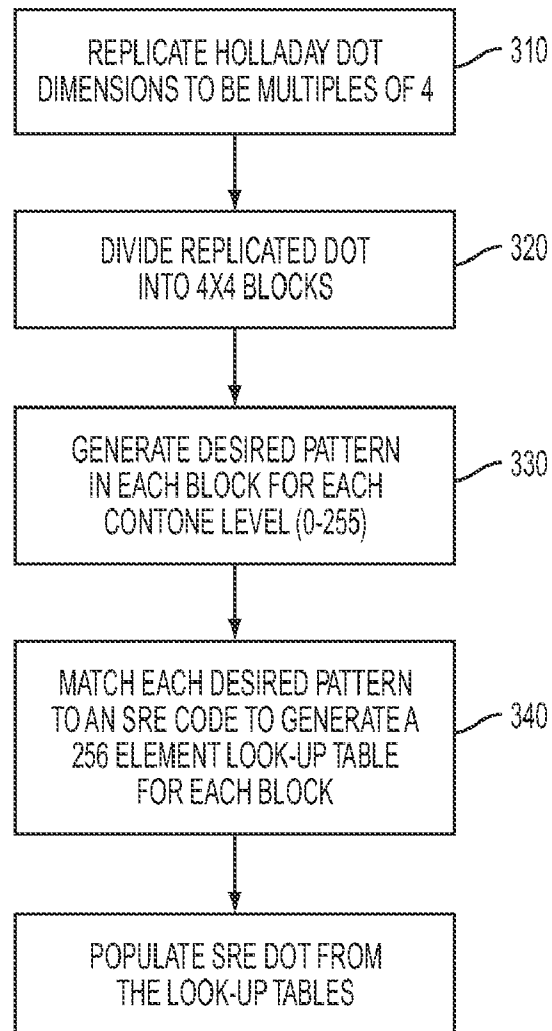 REPLICATE HOLLADAY DOT
DIMENSIONS TO BE MULTIPLES OF 4
310
DIVIDE REPLICATED DOT
INTO 4X4 BLOCKS
320
GENERATE DESIRED PATTERN
IN EACH BLOCK FOR EACH
CONTONE LEVEL (0-255)
330
MATCH EACH DESIRED PATTERN
TO AN SRE CODE TO GENERATE A
256 ELEMENT LOOK-UP TABLE
FOR EACH BLOCK
340
POPULATE SRE DOT FROM
THE LOOK-UP TABLES